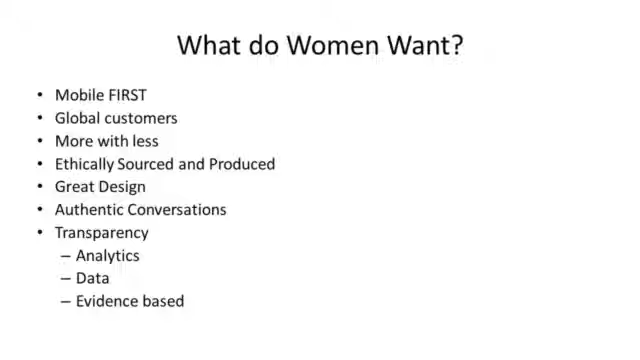 What do Women Want?
• Mobile FIRST
• Global customers
• More with less
• Ethically Sourced and Produced
• Great Design
• Authentic Conversations
• Transparency
– Analytics
– Data
– Evidence based